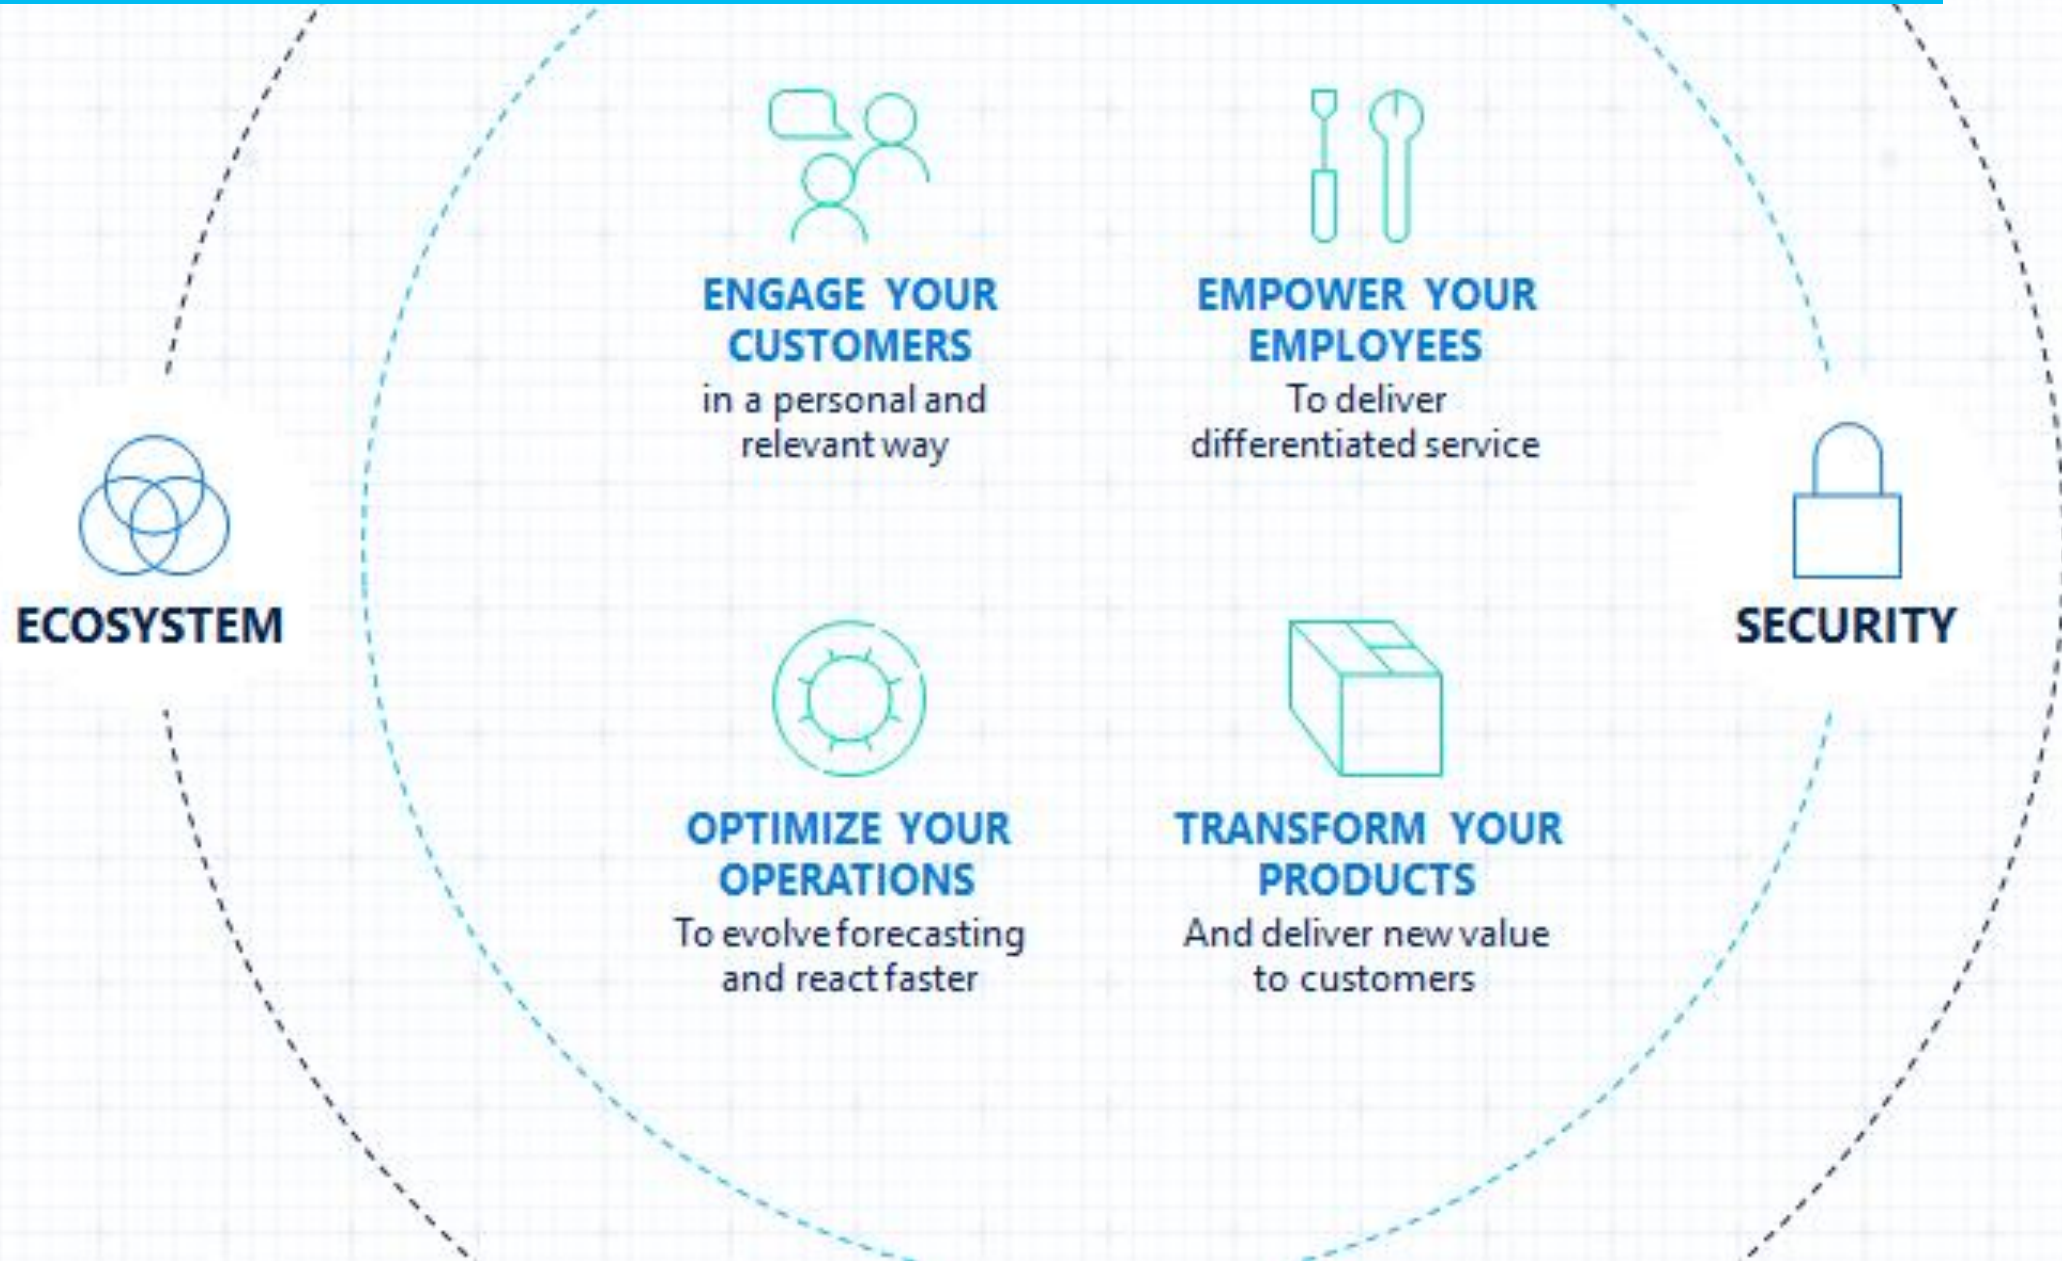 ENGAGE YOUR
CUSTOMERS
in a personal and
relevant way
EMPOWER YOUR
EMPLOYEES
To deliver
differentiated service
ECOSYSTEM
SECURITY
OPTIMIZE YOUR
OPERATIONS
To evolve forecasting
and react faster
TRANSFORM YOUR
PRODUCTS
And deliver new value
to customers